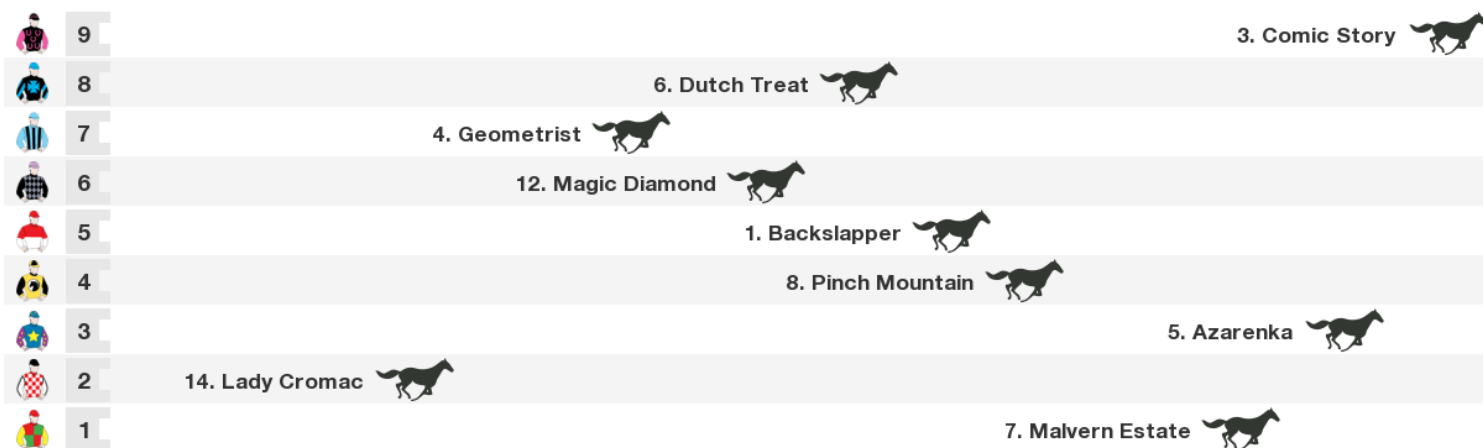 9 3. Comic Story
8 6. Dutch Treat
7 4. Geometrist
6 12. Magic Diamond
5 1. Backslapper
4 8. Pinch Mountain
3 5. Azarenka
2 14. Lady Cromac
1 7. Malvern Estate